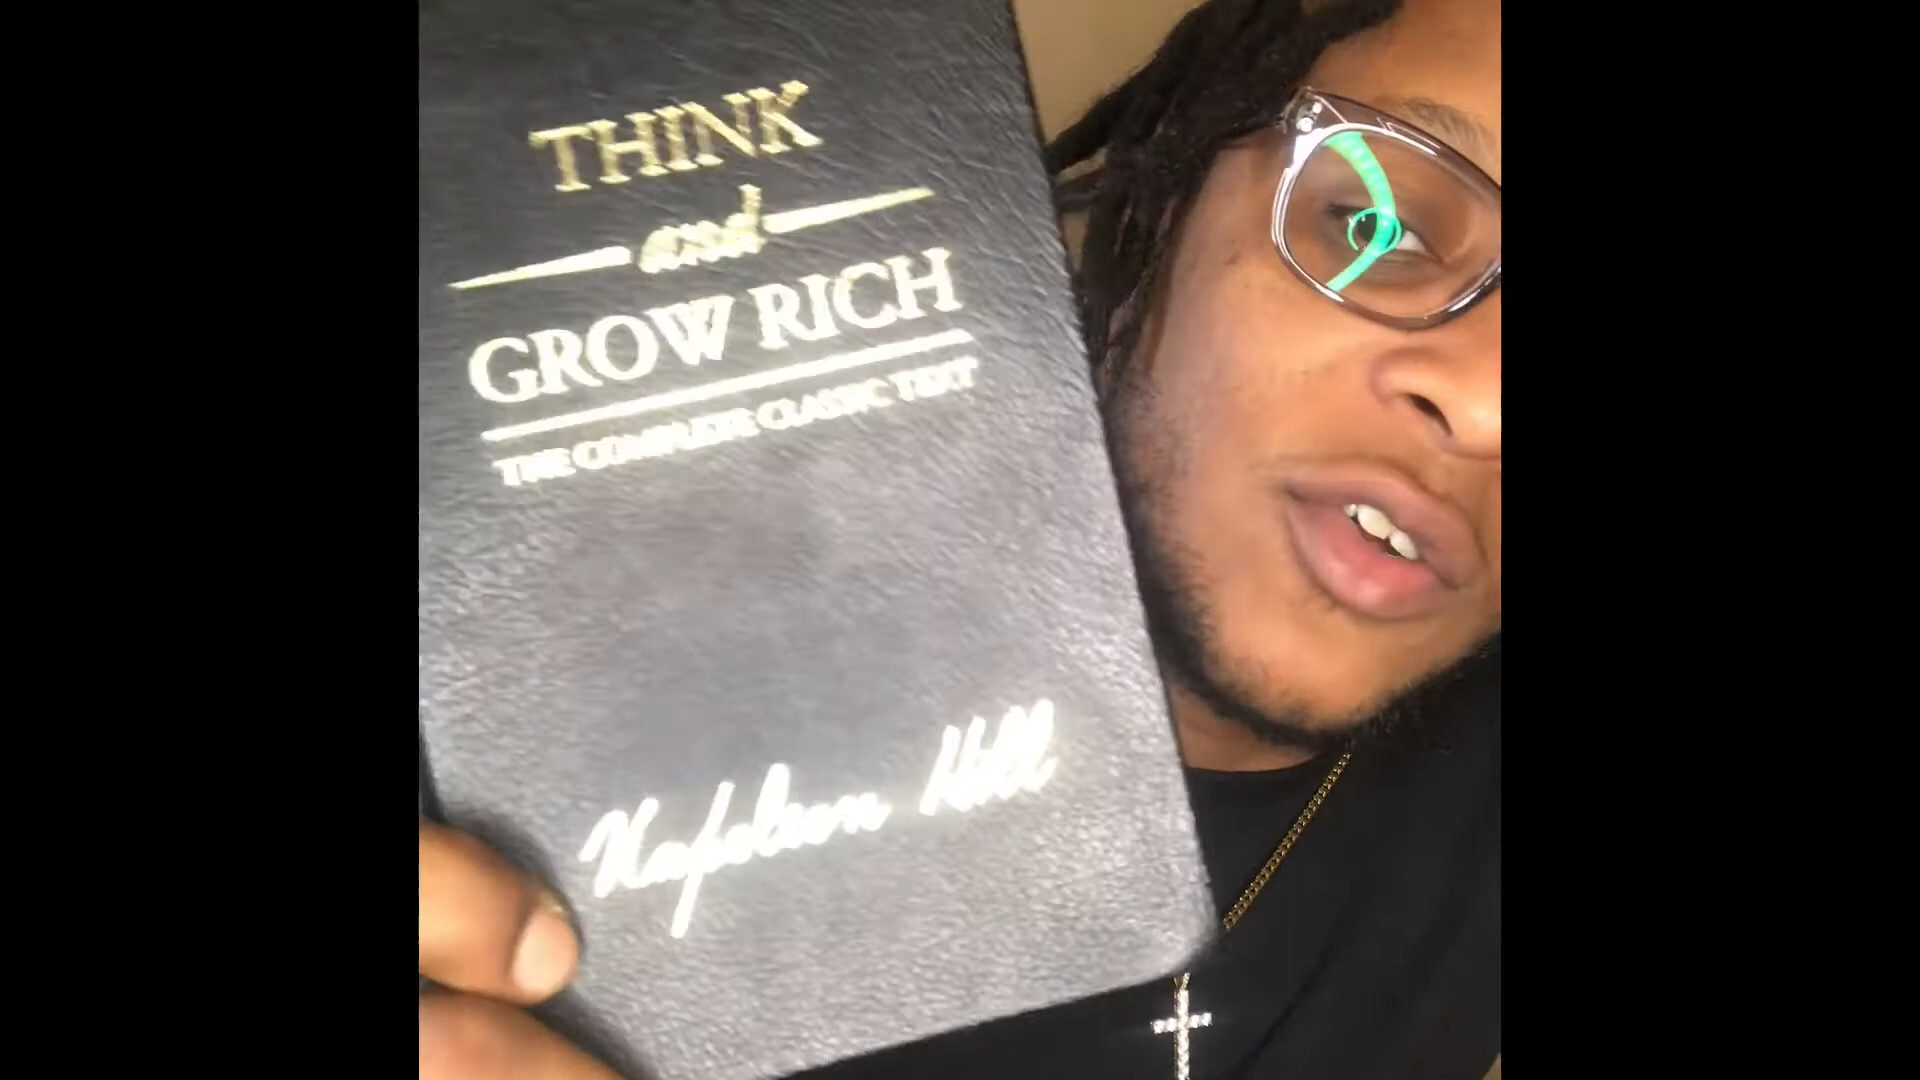 THINK
and
GROW RICH
THE COMPLETE CLASSIC TEXT
Napoleon Hill